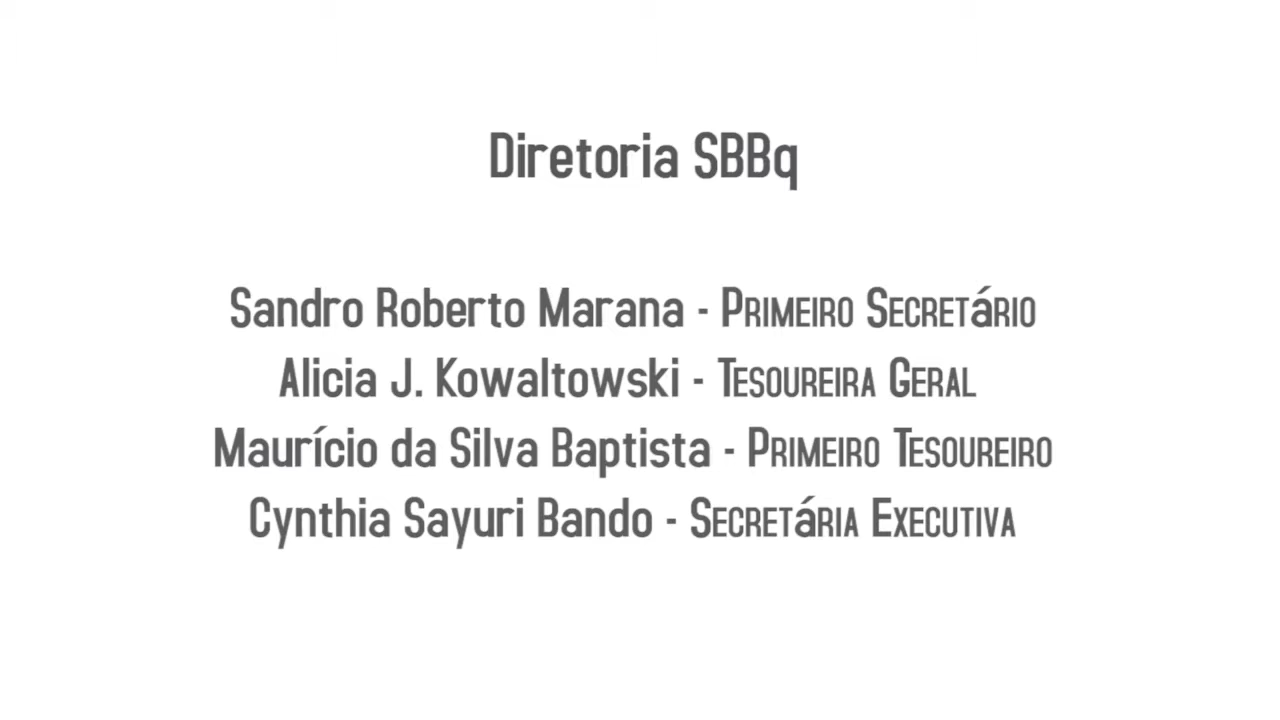 Diretoria SBBq
Sandro Roberto Marana - Primeiro Secretário
Alicia J. Kowaltowski - Tesoureira Geral
Maurício da Silva Baptista - Primeiro Tesoureiro
Cynthia Sayuri Bando - Secretária Executiva